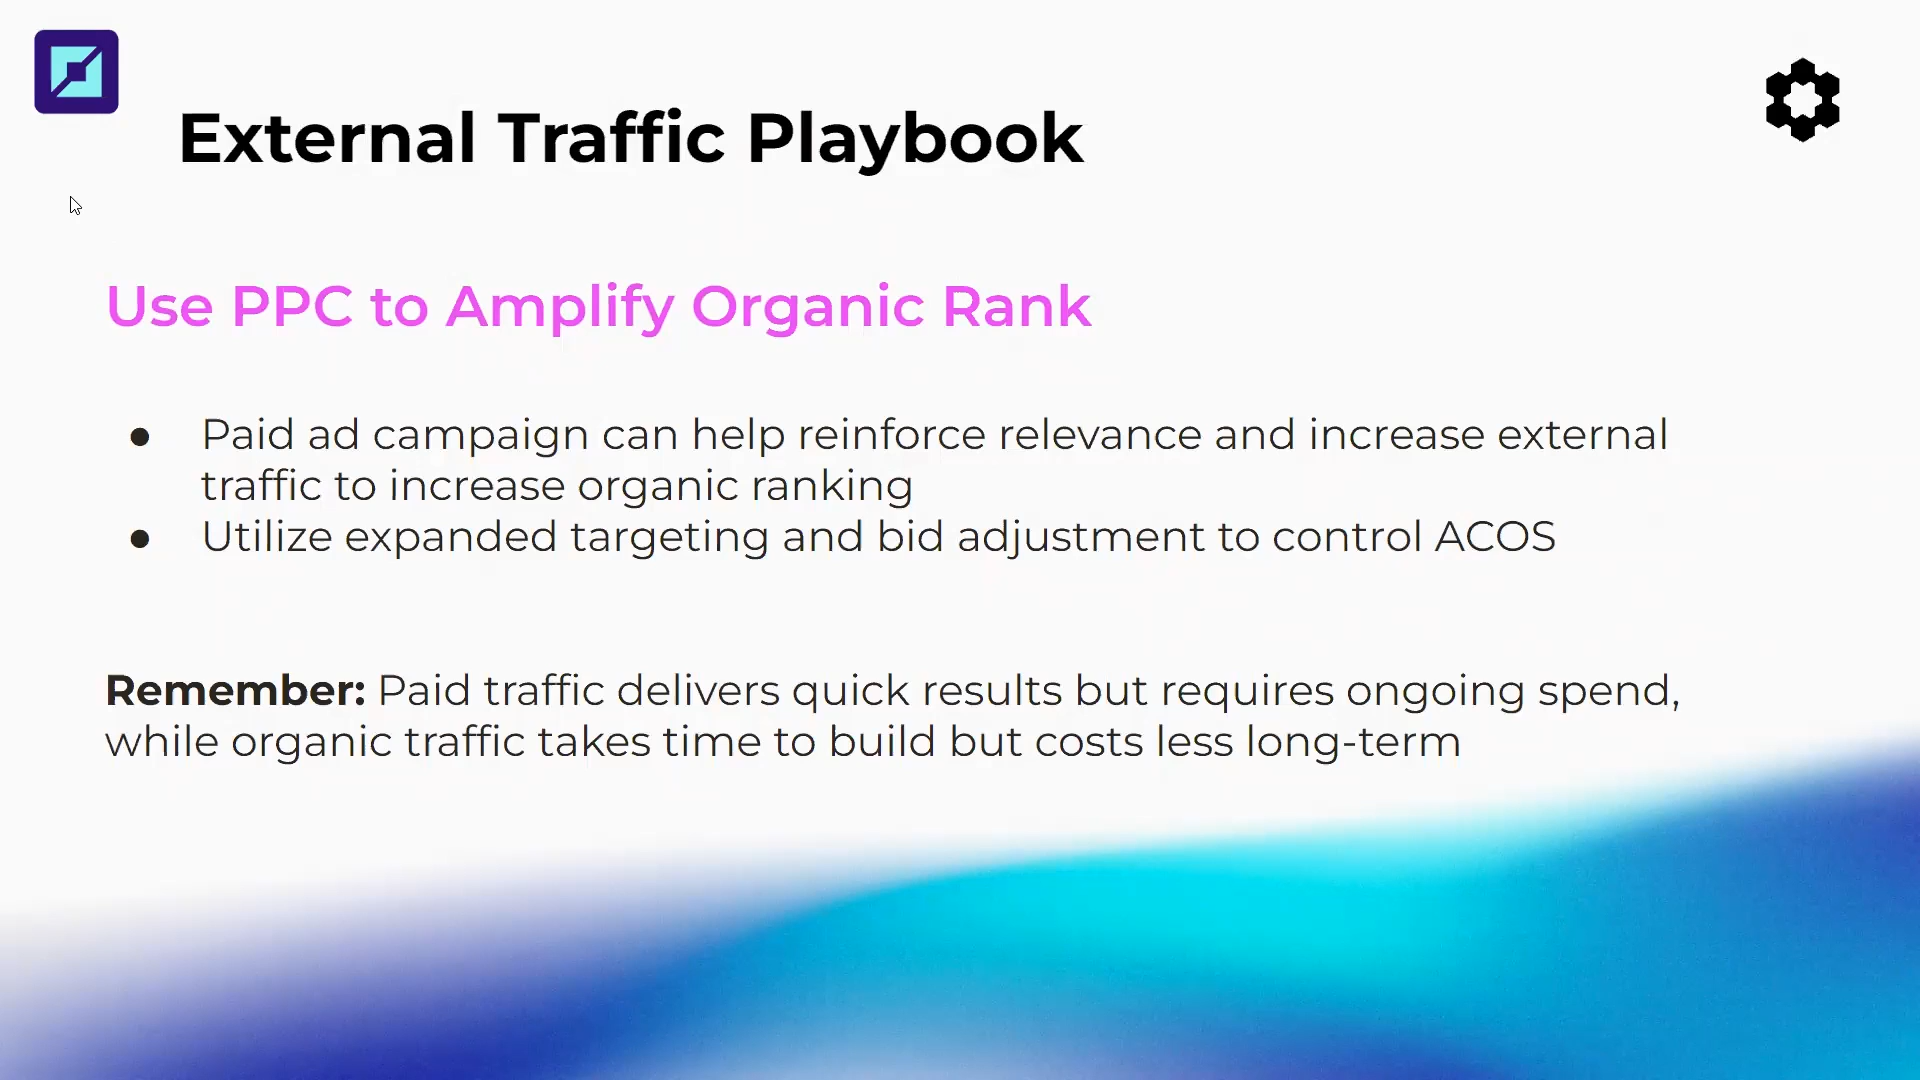 External Traffic Playbook
Use PPC to Amplify Organic Rank
● Paid ad campaign can help reinforce relevance and increase external
traffic to increase organic ranking
● Utilize expanded targeting and bid adjustment to control ACOS
Remember: Paid traffic delivers quick results but requires ongoing spend,
while organic traffic takes time to build but costs less long-term